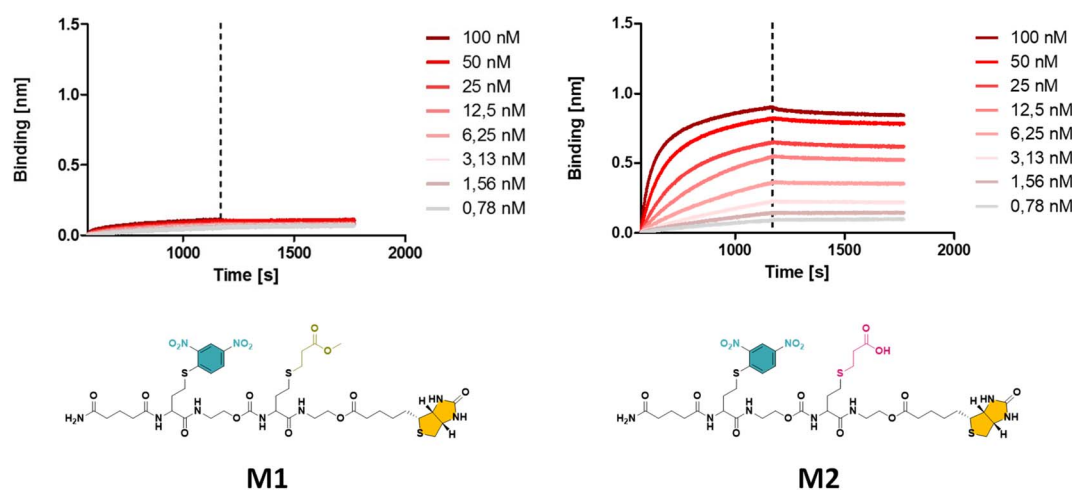 1.5
1.0
0.5
0.0
Binding [nm]
1000
1500
2000
Time [s]
100 nM
50 nM
25 nM
12,5 nM
6,25 nM
3,13 nM
1,56 nM
0,78 nM
1.5
1.0
0.5
0.0
Binding [nm]
1000
1500
2000
Time [s]
100 nM
50 nM
25 nM
12,5 nM
6,25 nM
3,13 nM
1,56 nM
0,78 nM
NO₂ NO₂ O O
S S
O O H O H O O
H₂N N N O N N O HN NH
H O H O S H H
M1
NO₂ NO₂ O OH
S S
O O H O H O O
H₂N N N O N N O HN NH
H O H O S H H
M2